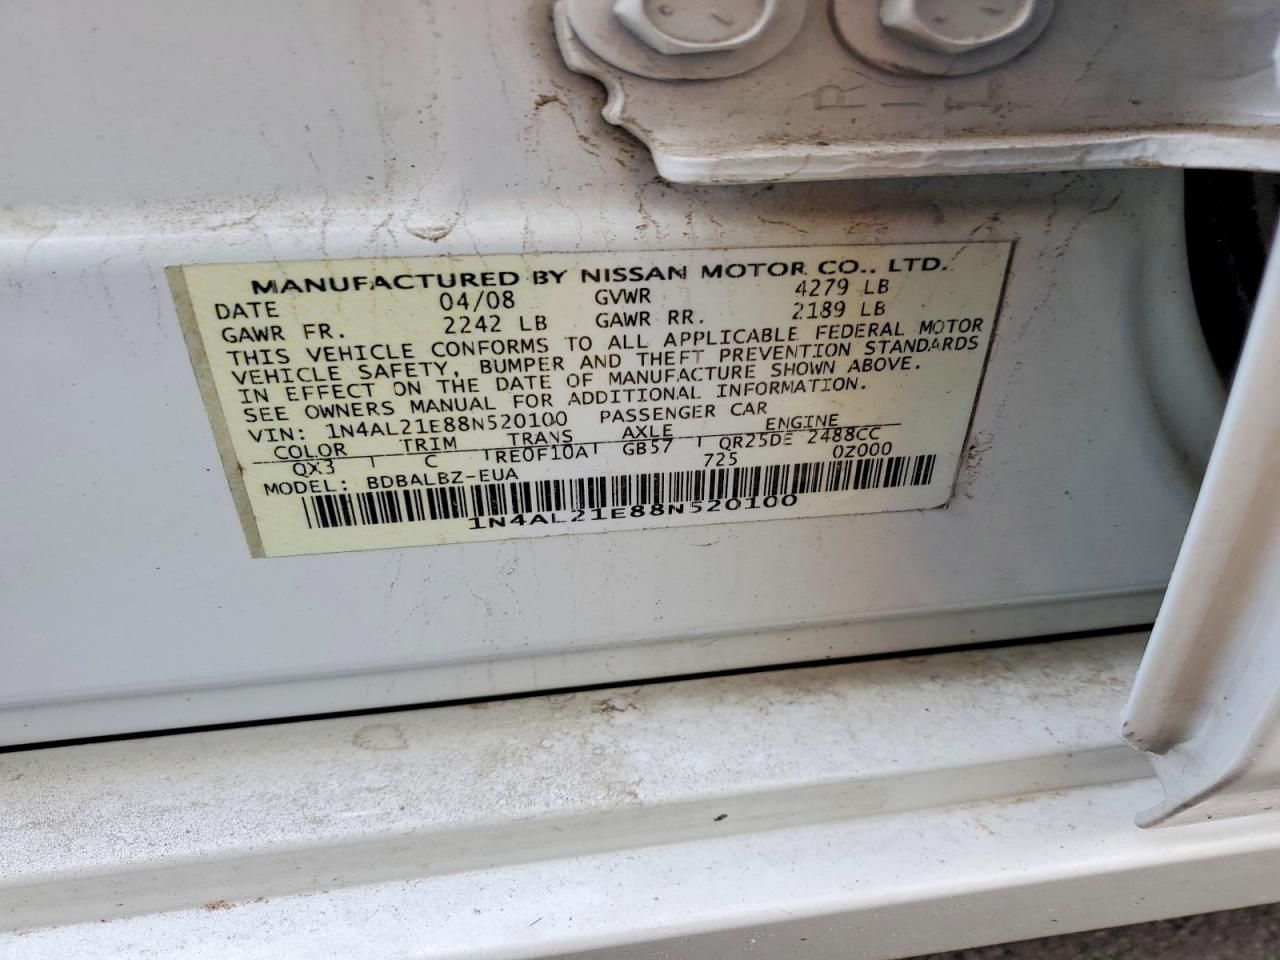 MANUFACTURED BY NISSAN MOTOR CO., LTD.
DATE 04/08 GVWR 4279 LB
GAWR FR. 2242 LB GAWR RR. 2189 LB
THIS VEHICLE CONFORMS TO ALL APPLICABLE FEDERAL MOTOR
VEHICLE SAFETY, BUMPER AND THEFT PREVENTION STANDARDS
IN EFFECT ON THE DATE OF MANUFACTURE SHOWN ABOVE.
SEE OWNERS MANUAL FOR ADDITIONAL INFORMATION.
VIN: 1N4AL21E88N520100 PASSENGER CAR
COLOR TRIM TRANS AXLE ENGINE
QX3 C RE0F10A GB57 QR25DE 2488CC
MODEL: BDBALBZ-EUA 725 0Z000
1N4AL21E88N520100